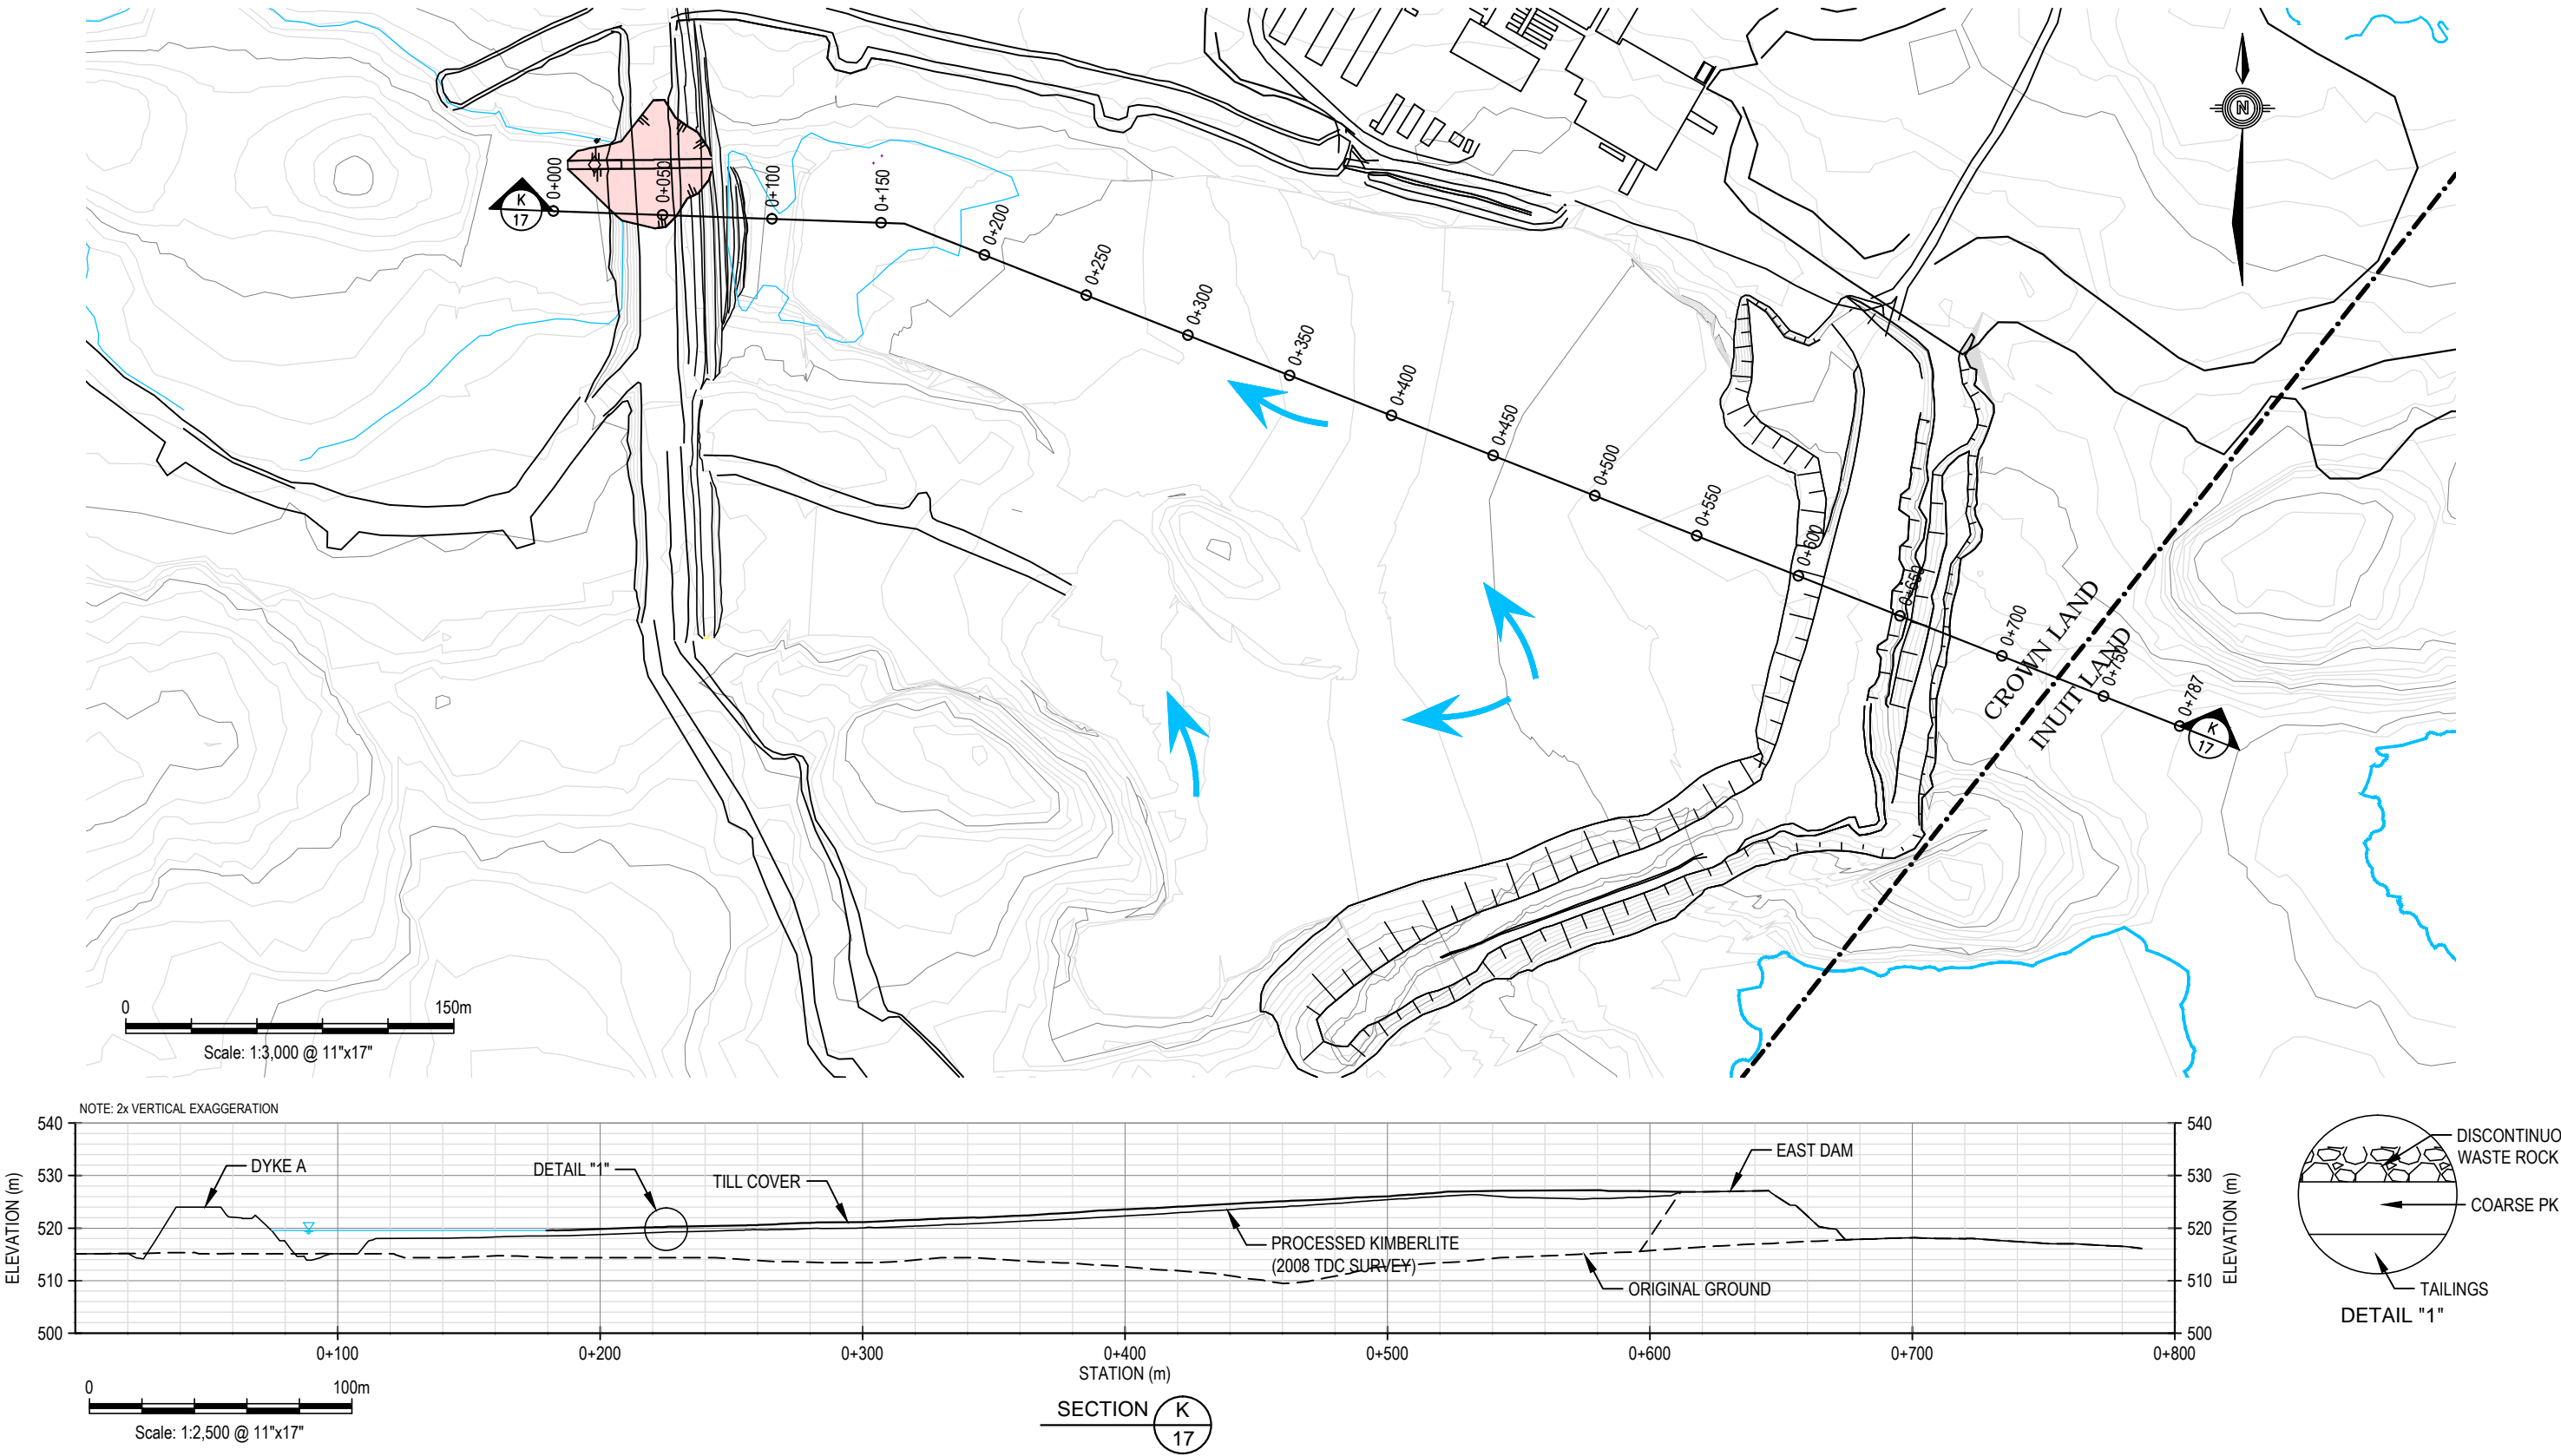 N
K
17
0+000
0+050
0+100
0+150
0+200
0+250
0+300
0+350
0+400
0+450
0+500
0+550
0+600
0+650
0+700
0+750
0+787
K
17
CROWN LAND
INUIT LAND
0 150m
Scale: 1:3,000 @ 11"x17"
NOTE: 2x VERTICAL EXAGGERATION
ELEVATION (m)
540
530
520
510
500
DYKE A
DETAIL "1"
TILL COVER
PROCESSED KIMBERLITE
(2008 TDC SURVEY)
EAST DAM
ORIGINAL GROUND
540
530
520
510
500
ELEVATION (m)
0+100 0+200 0+300 0+400 0+500 0+600 0+700 0+800
STATION (m)
DISCONTINUO
WASTE ROCK
COARSE PK
TAILINGS
DETAIL "1"
0 100m
Scale: 1:2,500 @ 11"x17"
SECTION K
17